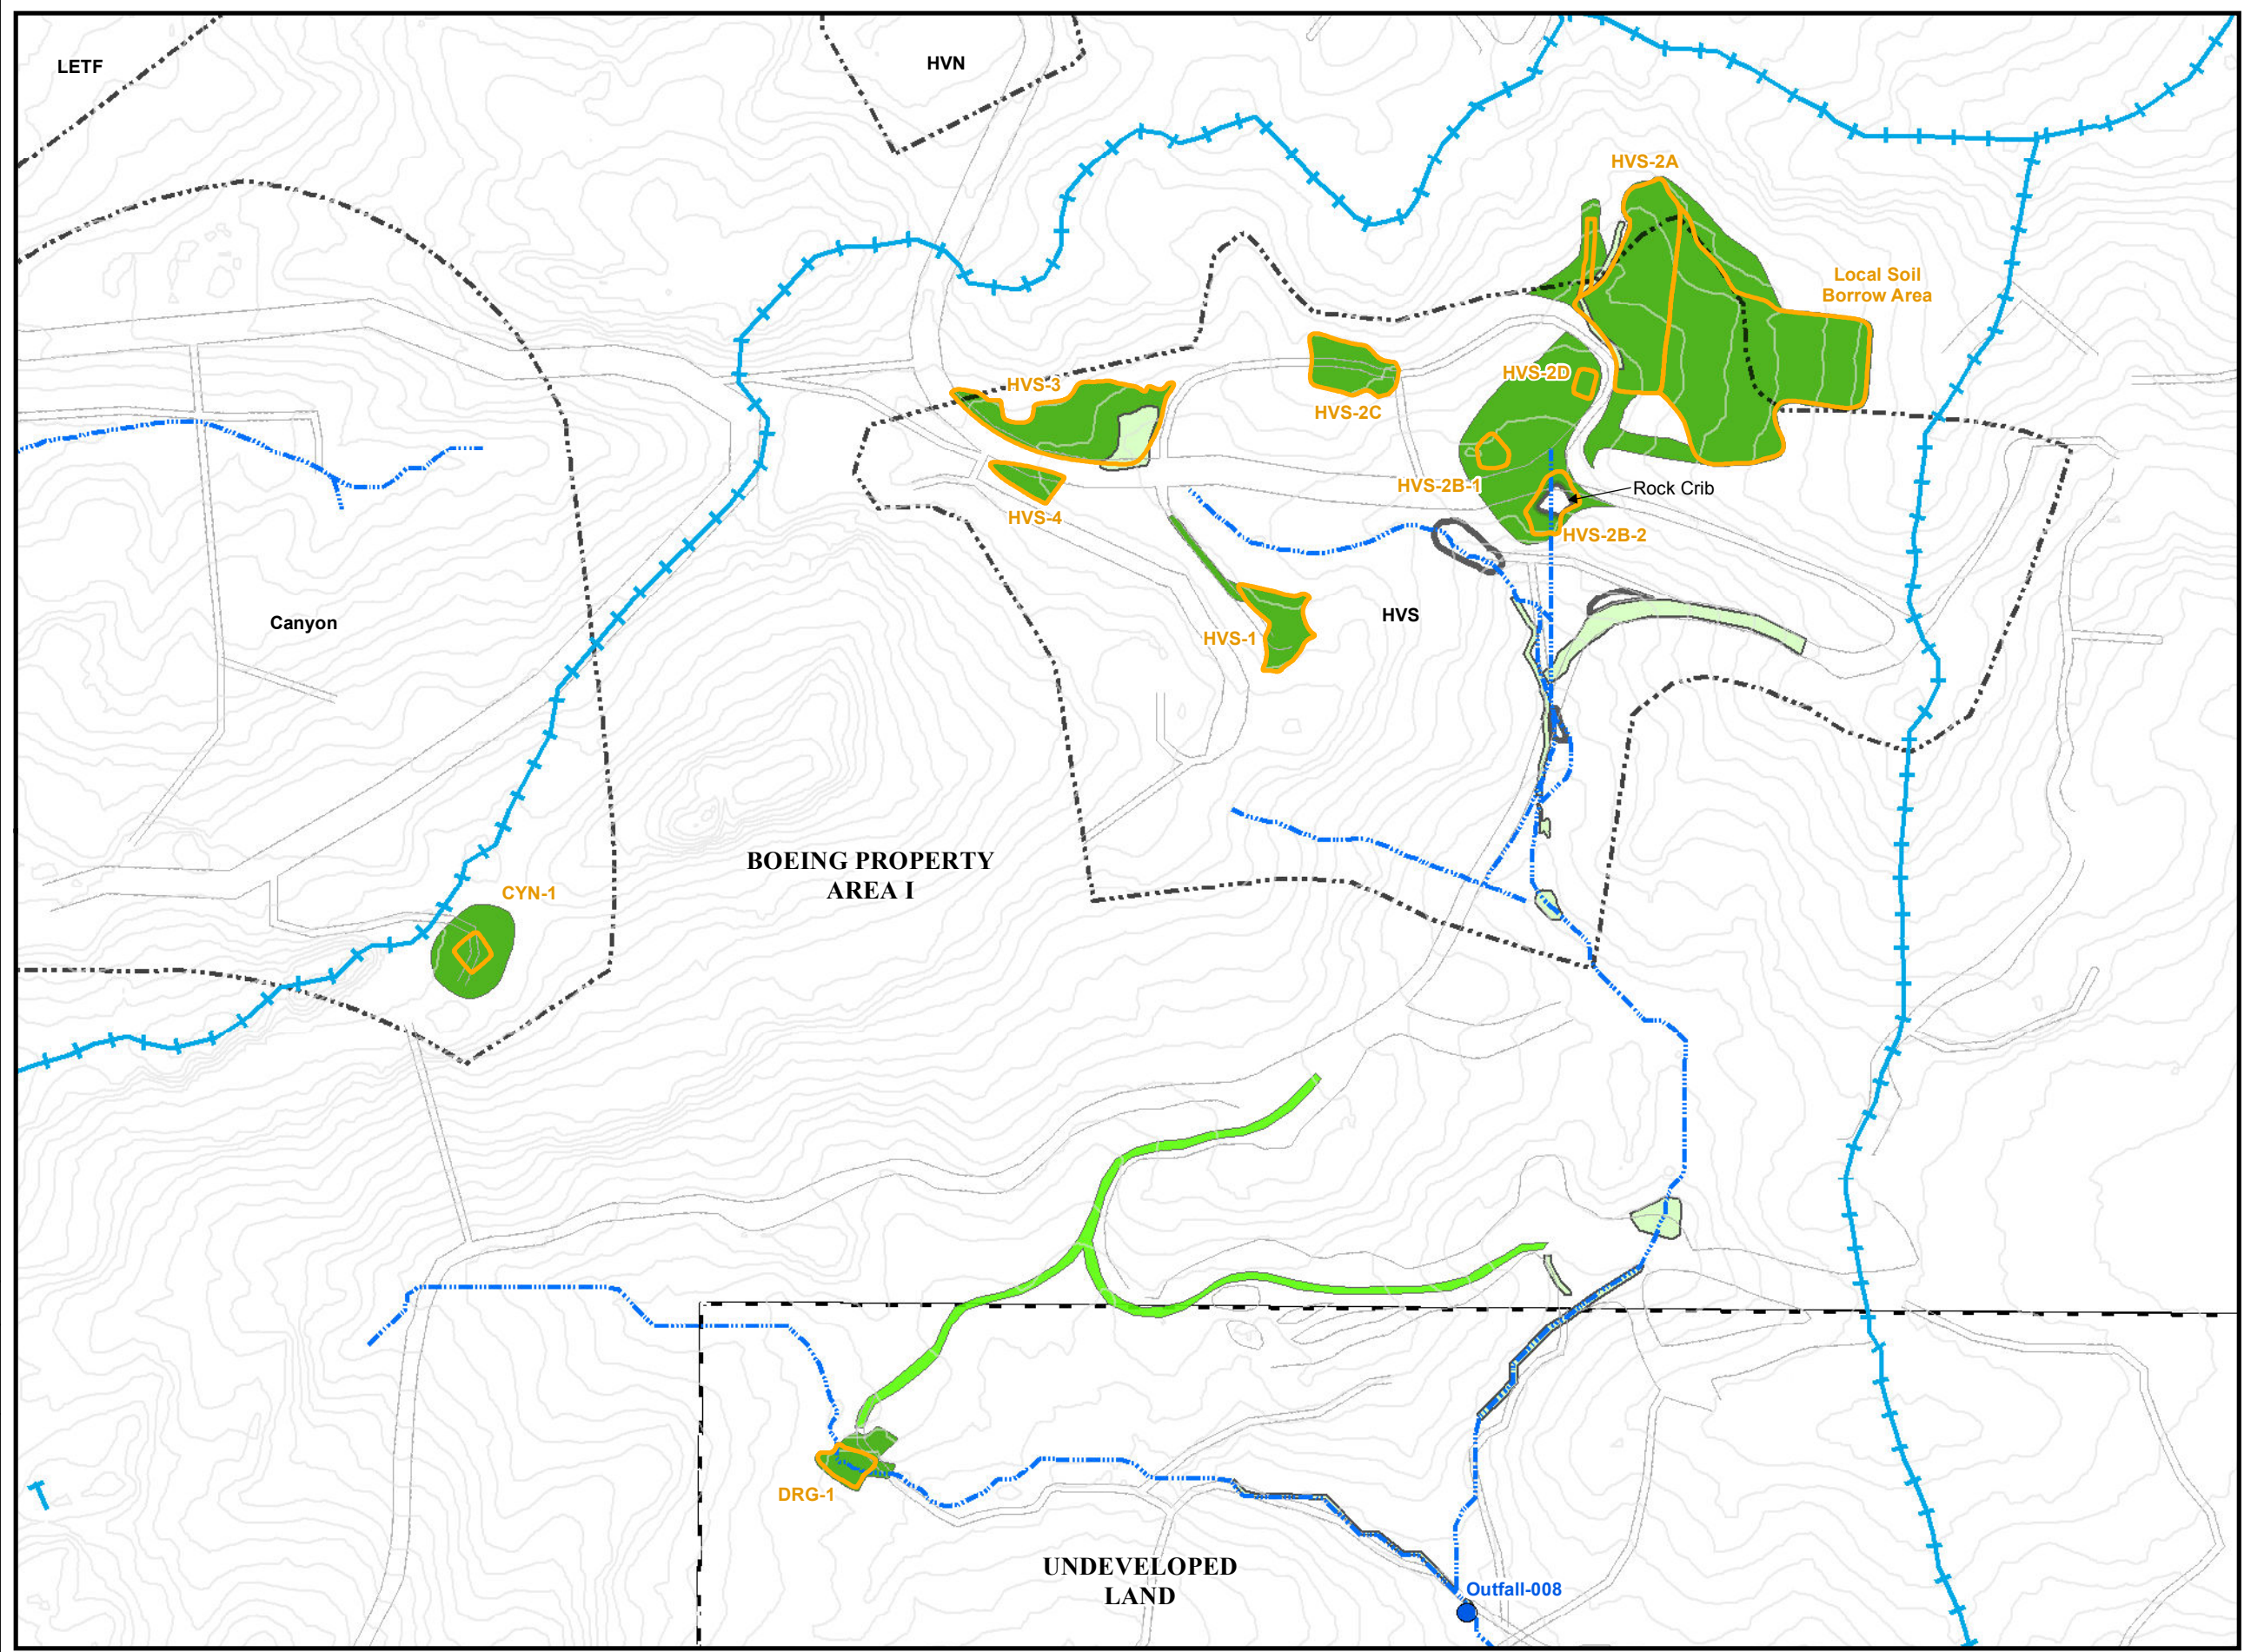 LETF
HVN
HVS-2A
Local Soil
Borrow Area
HVS-3
HVS-2D
HVS-2C
HVS-2B-1
Rock Crib
HVS-4
HVS-2B-2
Canyon
HVS
HVS-1
BOEING PROPERTY
AREA I
CYN-1
DRG-1
UNDEVELOPED
LAND
Outfall-008